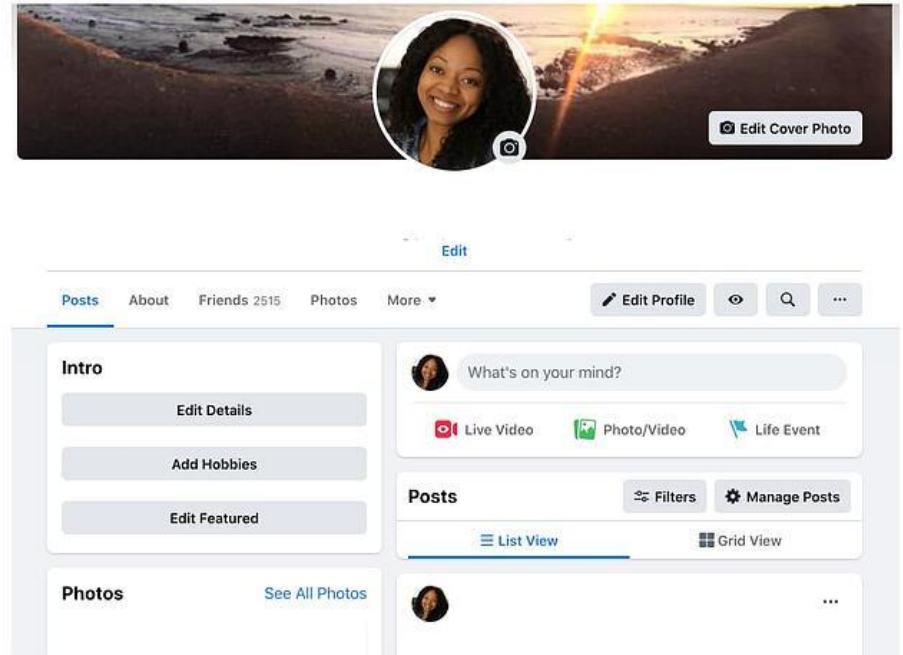 Edit Cover Photo
Edit
Posts About Friends 2515 Photos More
Edit Profile
Intro
Edit Details
Add Hobbies
Edit Featured
Photos See All Photos
What's on your mind?
Live Video Photo/Video Life Event
Posts Filters Manage Posts
List View Grid View